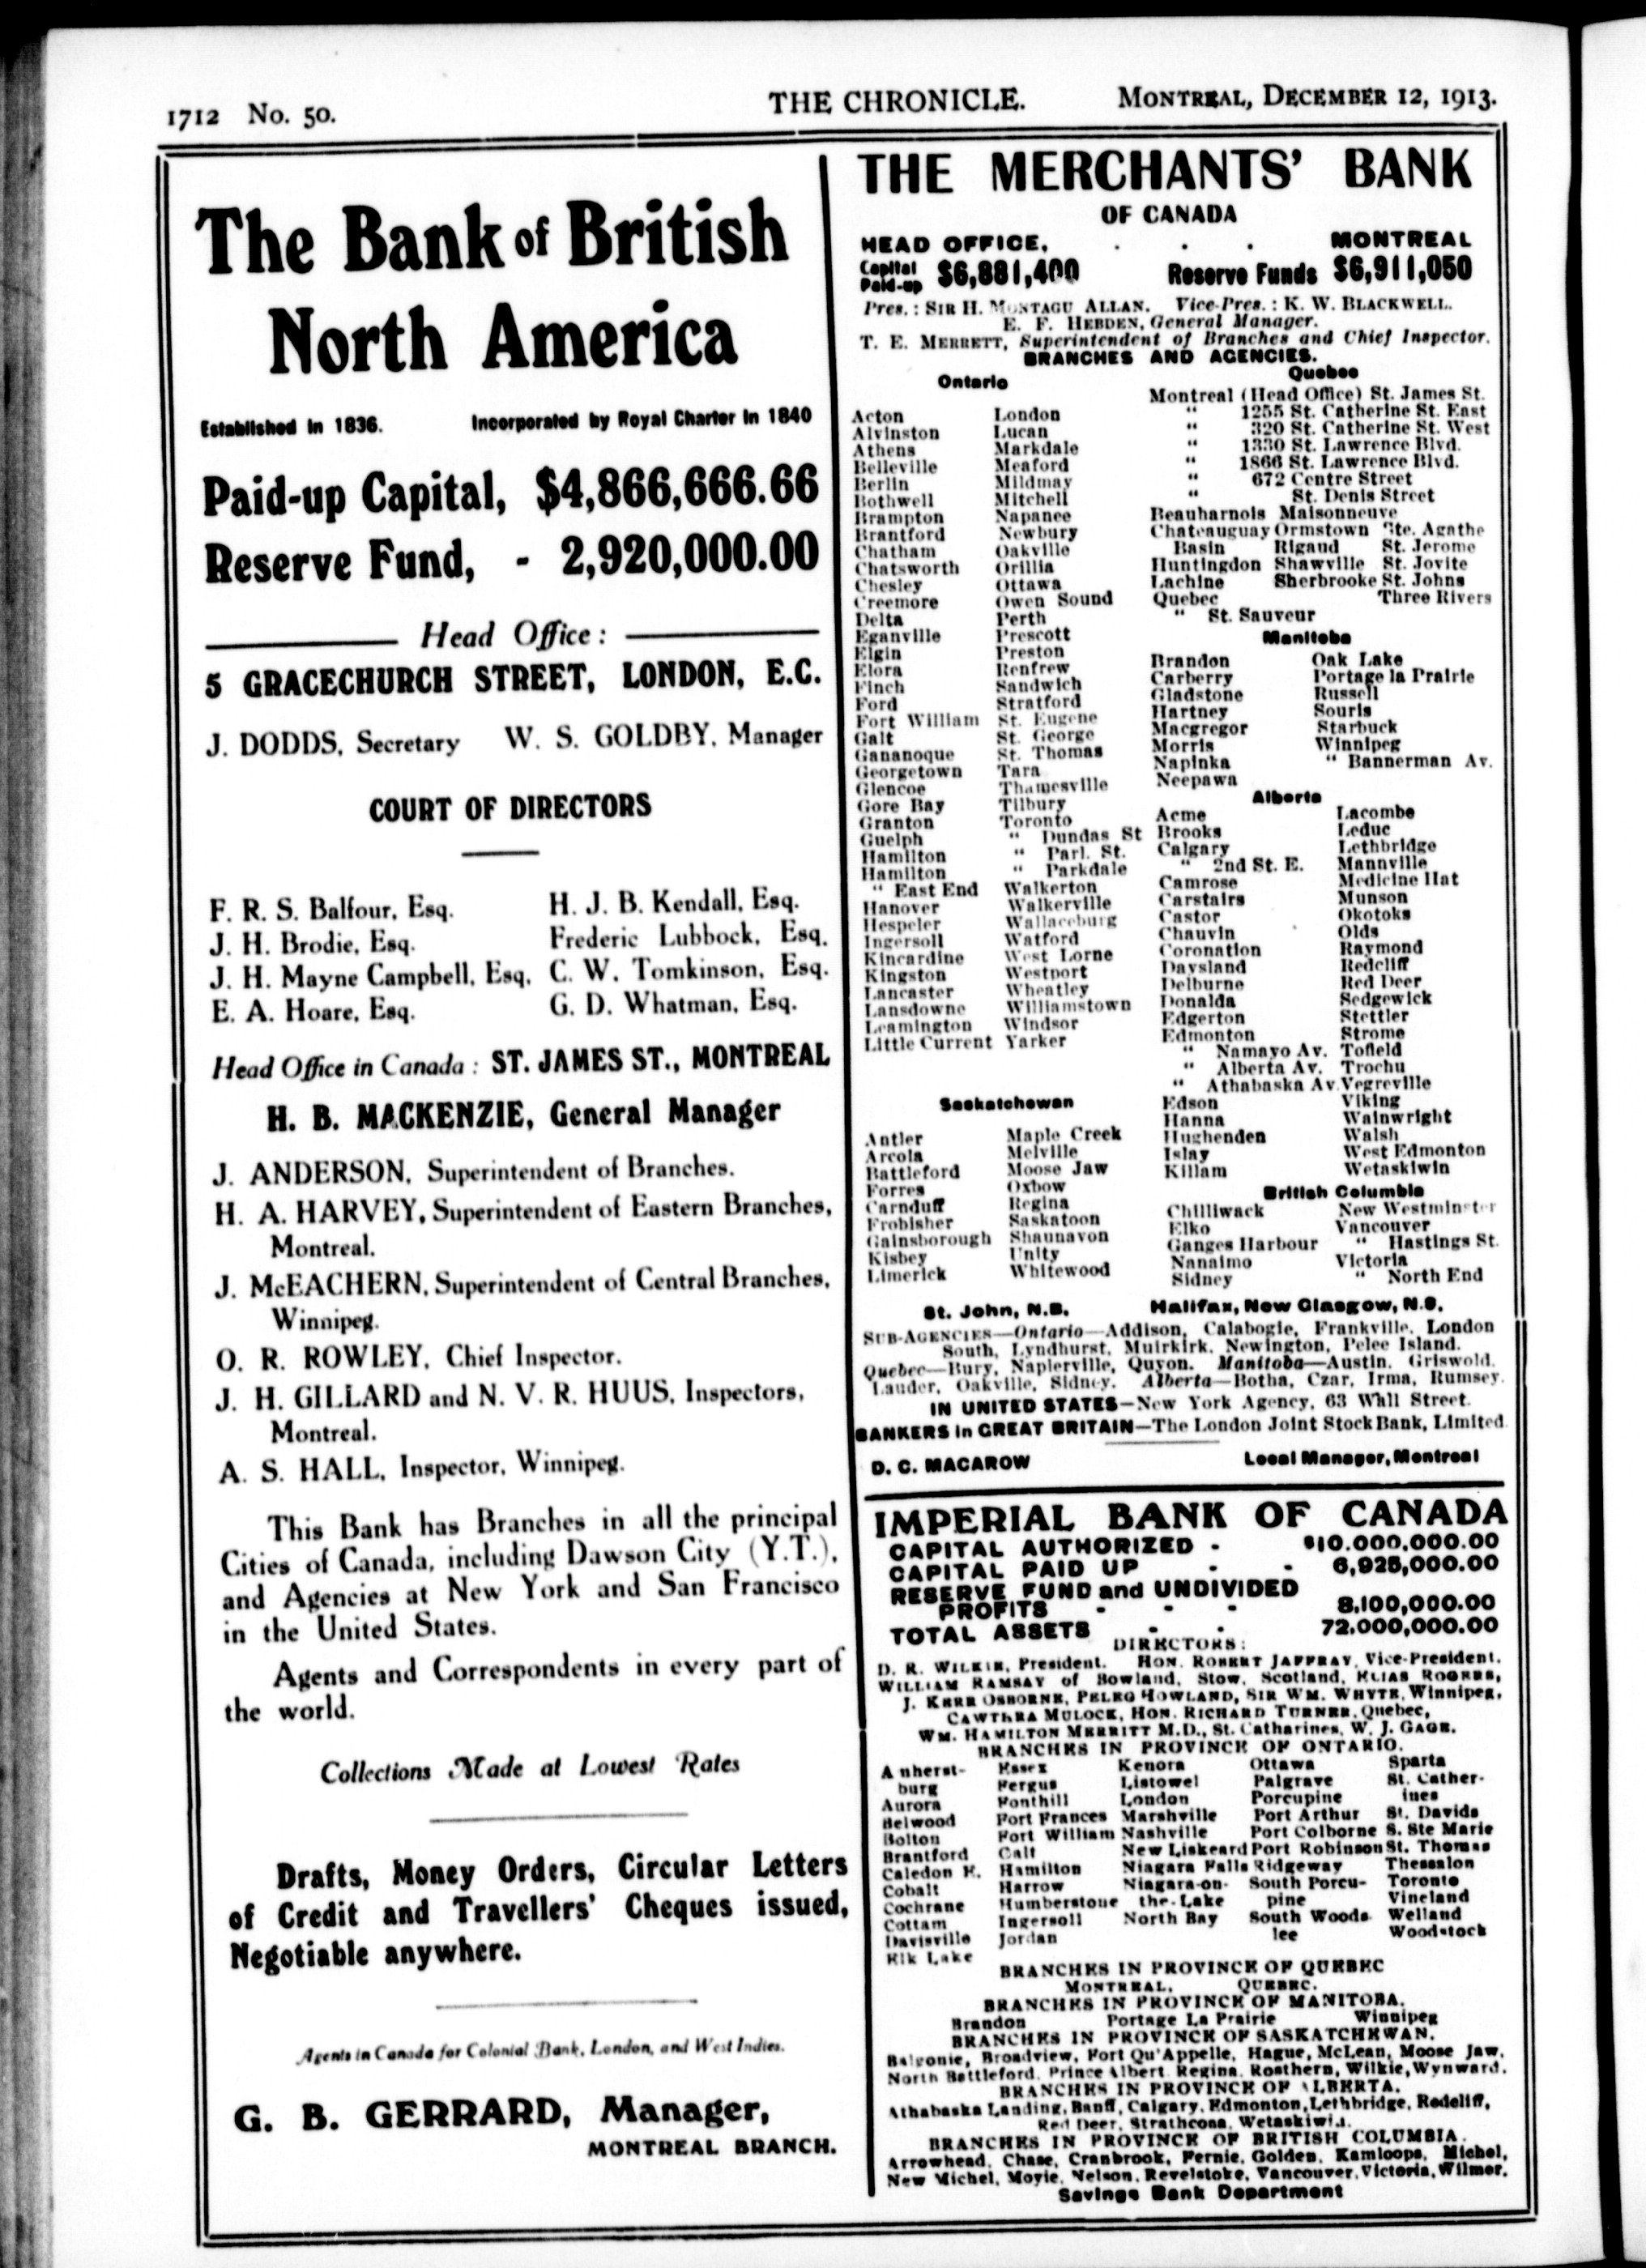 1712 No. 50.
THE CHRONICLE.
MONTREAL, DECEMBER 12, 1913.
The Bank of British
North America
Established in 1836. Incorporated by Royal Charter in 1840
Paid-up Capital, $4,866,666.66
Reserve Fund, - 2,920,000.00
Head Office:
5 GRACECHURCH STREET, LONDON, E.C.
J. DODDS, Secretary W. S. GOLDBY, Manager
COURT OF DIRECTORS
F. R. S. Balfour, Esq. H. J. B. Kendall, Esq.
J. H. Brodie, Esq. Frederic Lubbock, Esq.
J. H. Mayne Campbell, Esq. C. W. Tomkinson, Esq.
E. A. Hoare, Esq. G. D. Whatman, Esq.
Head Office in Canada: ST. JAMES ST., MONTREAL
H. B. MACKENZIE, General Manager
J. ANDERSON, Superintendent of Branches.
H. A. HARVEY, Superintendent of Eastern Branches,
Montreal.
J. McEACHERN, Superintendent of Central Branches,
Winnipeg.
O. R. ROWLEY, Chief Inspector.
J. H. GILLARD and N. V. R. HUUS, Inspectors,
Montreal.
A. S. HALL, Inspector, Winnipeg.
This Bank has Branches in all the principal
Cities of Canada, including Dawson City (Y.T.),
and Agencies at New York and San Francisco
in the United States.
Agents and Correspondents in every part of
the world.
Collections Made at Lowest Rates
Drafts, Money Orders, Circular Letters
of Credit and Travellers' Cheques issued,
Negotiable anywhere.
Agents in Canada for Colonial Bank, London, and West Indies.
G. B. GERRARD, Manager,
MONTREAL BRANCH.
THE MERCHANTS' BANK
OF CANADA
HEAD OFFICE, . . . MONTREAL
Capital Paid-up $6,881,400 Reserve Funds $6,911,050
Pres.: SIR H. MONTAGU ALLAN. Vice-Pres.: K. W. BLACKWELL.
E. F. HEBDEN, General Manager.
T. E. MERRETT, Superintendent of Branches and Chief Inspector.
BRANCHES AND AGENCIES.
Ontario
Acton London
Alvinston Lucan
Athens Markdale
Belleville Meaford
Berlin Mildmay
Bothwell Mitchell
Brampton Napanee
Brantford Newbury
Chatham Oakville
Chatsworth Orillia
Chesley Ottawa
Creemore Owen Sound
Delta Perth
Eganville Prescott
Elgin Preston
Elora Renfrew
Finch Sandwich
Ford Stratford
Fort William St. Eugene
Galt St. George
Gananoque St. Thomas
Georgetown Tara
Glencoe Thamesville
Gore Bay Tilbury
Granton Toronto
Guelph " Dundas St
Hamilton " Parl. St.
Hamilton " Parkdale
" East End Walkerton
Hanover Walkerville
Hespeler Wallaceburg
Ingersoll Watford
Kincardine West Lorne
Kingston Westport
Lancaster Wheatley
Lansdowne Williamstown
Leamington Windsor
Little Current Yarker
Quebec
Montreal (Head Office) St. James St.
" 1255 St. Catherine St. East
" 320 St. Catherine St. West
" 1330 St. Lawrence Blvd.
" 1866 St. Lawrence Blvd.
" 672 Centre Street
" St. Denis Street
Beauharnois Maisonneuve
Chateauguay Ormstown Ste. Agathe
Basin Rigaud St. Jerome
Huntingdon Shawville St. Jovite
Lachine Sherbrooke St. Johns
Quebec Three Rivers
" St. Sauveur
Manitoba
Brandon Oak Lake
Carberry Portage la Prairie
Gladstone Russell
Hartney Souris
Macgregor Starbuck
Morris Winnipeg
Napinka " Bannerman Av.
Neepawa
Alberta
Acme Lacombe
Brooks Leduc
Calgary Lethbridge
" 2nd St. E. Mannville
Camrose Medicine Hat
Carstairs Munson
Castor Okotoks
Chauvin Olds
Coronation Raymond
Daysland Redcliff
Delburne Red Deer
Donalda Sedgewick
Edgerton Stettler
Edmonton Strome
" Namayo Av. Tofield
" Alberta Av. Trochu
" Athabaska Av. Vegreville
Edson Viking
Hanna Wainwright
Hughenden Walsh
Islay West Edmonton
Killam Wetaskiwin
Saskatchewan
Antler Maple Creek
Arcola Melville
Battleford Moose Jaw
Forres Oxbow
Carnduff Regina
Frobisher Saskatoon
Gainsborough Shaunavon
Kisbey Unity
Limerick Whitewood
British Columbia
Chilliwack New Westminster
Elko Vancouver
Ganges Harbour " Hastings St.
Nanaimo Victoria
Sidney " North End
St. John, N.B. Halifax, New Glasgow, N.S.
SUB-AGENCIES—Ontario—Addison, Calabogie, Frankville, London
South, Lyndhurst, Muirkirk, Newington, Pelee Island.
Quebec—Bury, Napierville, Quyon. Manitoba—Austin, Griswold,
Lauder, Oakville, Sidney. Alberta—Botha, Czar, Irma, Rumsey.
IN UNITED STATES—New York Agency, 63 Wall Street.
BANKERS in GREAT BRITAIN—The London Joint Stock Bank, Limited
D. C. MACAROW Local Manager, Montreal
IMPERIAL BANK OF CANADA
CAPITAL AUTHORIZED - $10,000,000.00
CAPITAL PAID UP - - 6,925,000.00
RESERVE FUND and UNDIVIDED
PROFITS - - - 8,100,000.00
TOTAL ASSETS - - 72,000,000.00
DIRECTORS:
D. R. WILKIE, President. HON. ROBERT JAFFRAY, Vice-President.
WILLIAM RAMSAY of Bowland, Stow, Scotland, ELIAS ROGERS,
J. KERR OSBORNE, PELEG HOWLAND, SIR WM. WHYTE, Winnipeg,
CAWTHRA MULOCK, HON. RICHARD TURNER, Quebec,
WM. HAMILTON MERRITT M.D., St. Catharines, W. J. GAGE.
BRANCHES IN PROVINCE OF ONTARIO.
Amherst- Essex Kenora Ottawa Sparta
burg Fergus Listowel Palgrave St. Cather-
Aurora Fonthill London Porcupine ines
Belwood Fort Frances Marshville Port Arthur St. Davids
Bolton Fort William Nashville Port Colborne S. Ste Marie
Brantford Galt New Liskeard Port Robinson St. Thomas
Caledon E. Hamilton Niagara Falls Ridgeway Thessalon
Cobalt Harrow Niagara-on- South Porcu- Toronto
Cochrane Humberstone the-Lake pine Vineland
Cottam Ingersoll North Bay South Woods- Welland
Davisville Jordan lee Woodstock
Elk Lake
BRANCHES IN PROVINCE OF QUEBEC
MONTREAL, QUEBEC.
BRANCHES IN PROVINCE OF MANITOBA.
Brandon Portage La Prairie Winnipeg
BRANCHES IN PROVINCE OF SASKATCHEWAN.
Balgonie, Broadview, Fort Qu'Appelle, Hague, McLean, Moose Jaw,
North Battleford, Prince Albert, Regina, Rosthern, Wilkie, Wynward.
BRANCHES IN PROVINCE OF ALBERTA.
Athabaska Landing, Banff, Calgary, Edmonton, Lethbridge, Redcliff,
Red Deer, Strathcona, Wetaskiwin.
BRANCHES IN PROVINCE OF BRITISH COLUMBIA.
Arrowhead, Chase, Cranbrook, Fernie, Golden, Kamloops, Michel,
New Michel, Moyie, Nelson, Revelstoke, Vancouver, Victoria, Wilmer.
Savings Bank Department